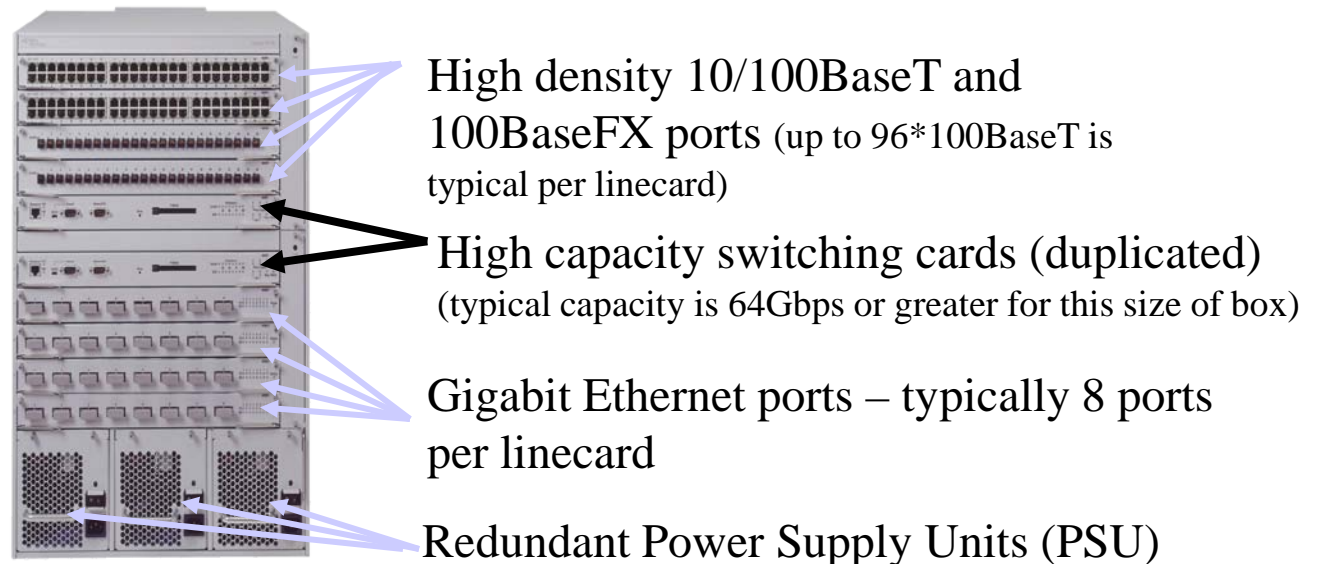 High density 10/100BaseT and
100BaseFX ports (up to 96*100BaseT is
typical per linecard)
High capacity switching cards (duplicated)
(typical capacity is 64Gbps or greater for this size of box)
Gigabit Ethernet ports – typically 8 ports
per linecard
Redundant Power Supply Units (PSU)